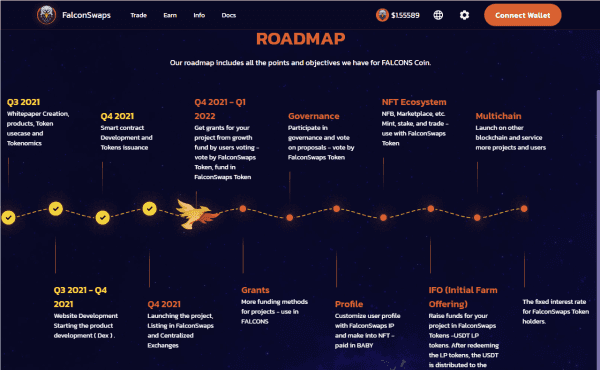 FalconSwaps
Trade
Earn
Info
Docs
$1.55589
Connect Wallet
ROADMAP
Our roadmap includes all the points and objectives we have for FALCONS Coin.
Q3 2021
Whitepaper Creation,
products, Token
usecase and
Tokenomics
Q4 2021
Smart contract
Development and
Tokens issuance
Q4 2021 - Q1
2022
Get grants for your
project from growth
fund by users voting -
vote by FalconSwaps
Token, fund in
FalconSwaps Token
Governance
Participate in
governance and vote
on proposals - vote by
FalconSwaps Token
NFT Ecosystem
NFB, Marketplace, etc.
Mint, stake, and trade -
use with FalconSwaps
Token
Multichain
Launch on other
blockchain and service
more projects and users
Q3 2021 - Q4
2021
Website Development
Starting the product
development ( Dex ) .
Q4 2021
Launching the project,
Listing in FalconSwaps
and Centralized
Exchanges
Grants
More funding methods
for projects - use in
FALCONS
Profile
Customize user profile
with FalconSwaps IP
and make into NFT -
paid in BABY
IFO (Initial Farm
Offering)
Raise funds for your
project in FalconSwaps
Tokens -USDT LP
tokens. After redeeming
the LP tokens, the USDT
is distributed to the
The fixed interest rate
for FalconSwaps Token
holders.